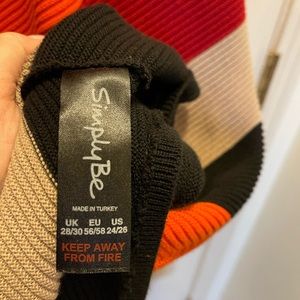 SimplyBe
MADE IN TURKEY
UK EU US
28/30 56/58 24/26
KEEP AWAY
FROM FIRE